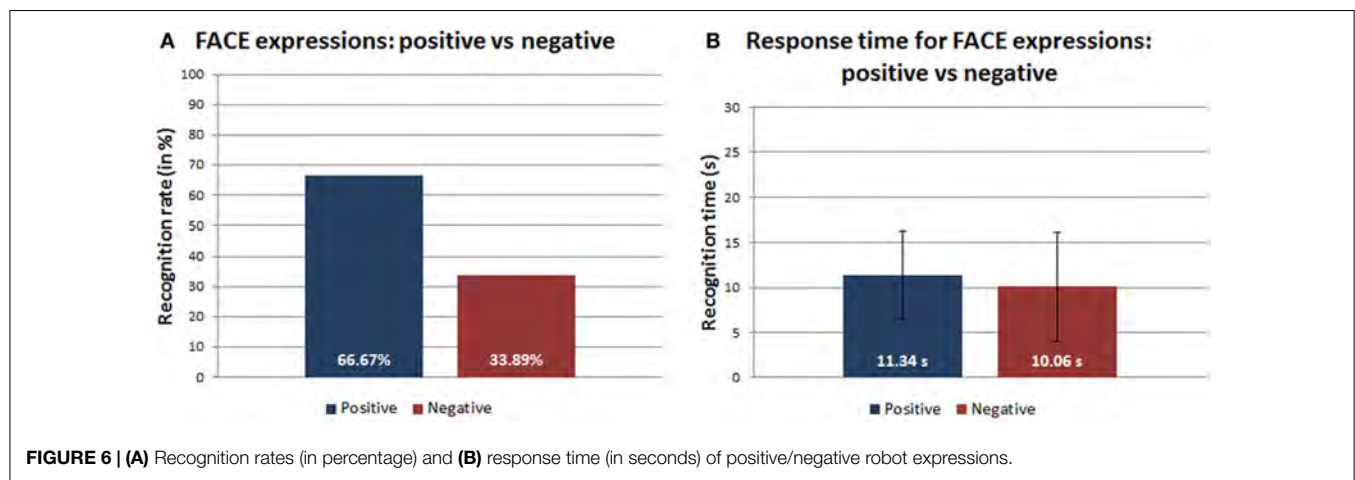 A FACE expressions: positive vs negative
Recognition rate (in %)
100
90
80
70
60
50
40
30
20
10
0
66.67%
33.89%
Positive Negative
B Response time for FACE expressions:
positive vs negative
Recognition time (s)
30
25
20
15
10
5
0
11.34 s
10.06 s
Positive Negative
FIGURE 6 | (A) Recognition rates (in percentage) and (B) response time (in seconds) of positive/negative robot expressions.